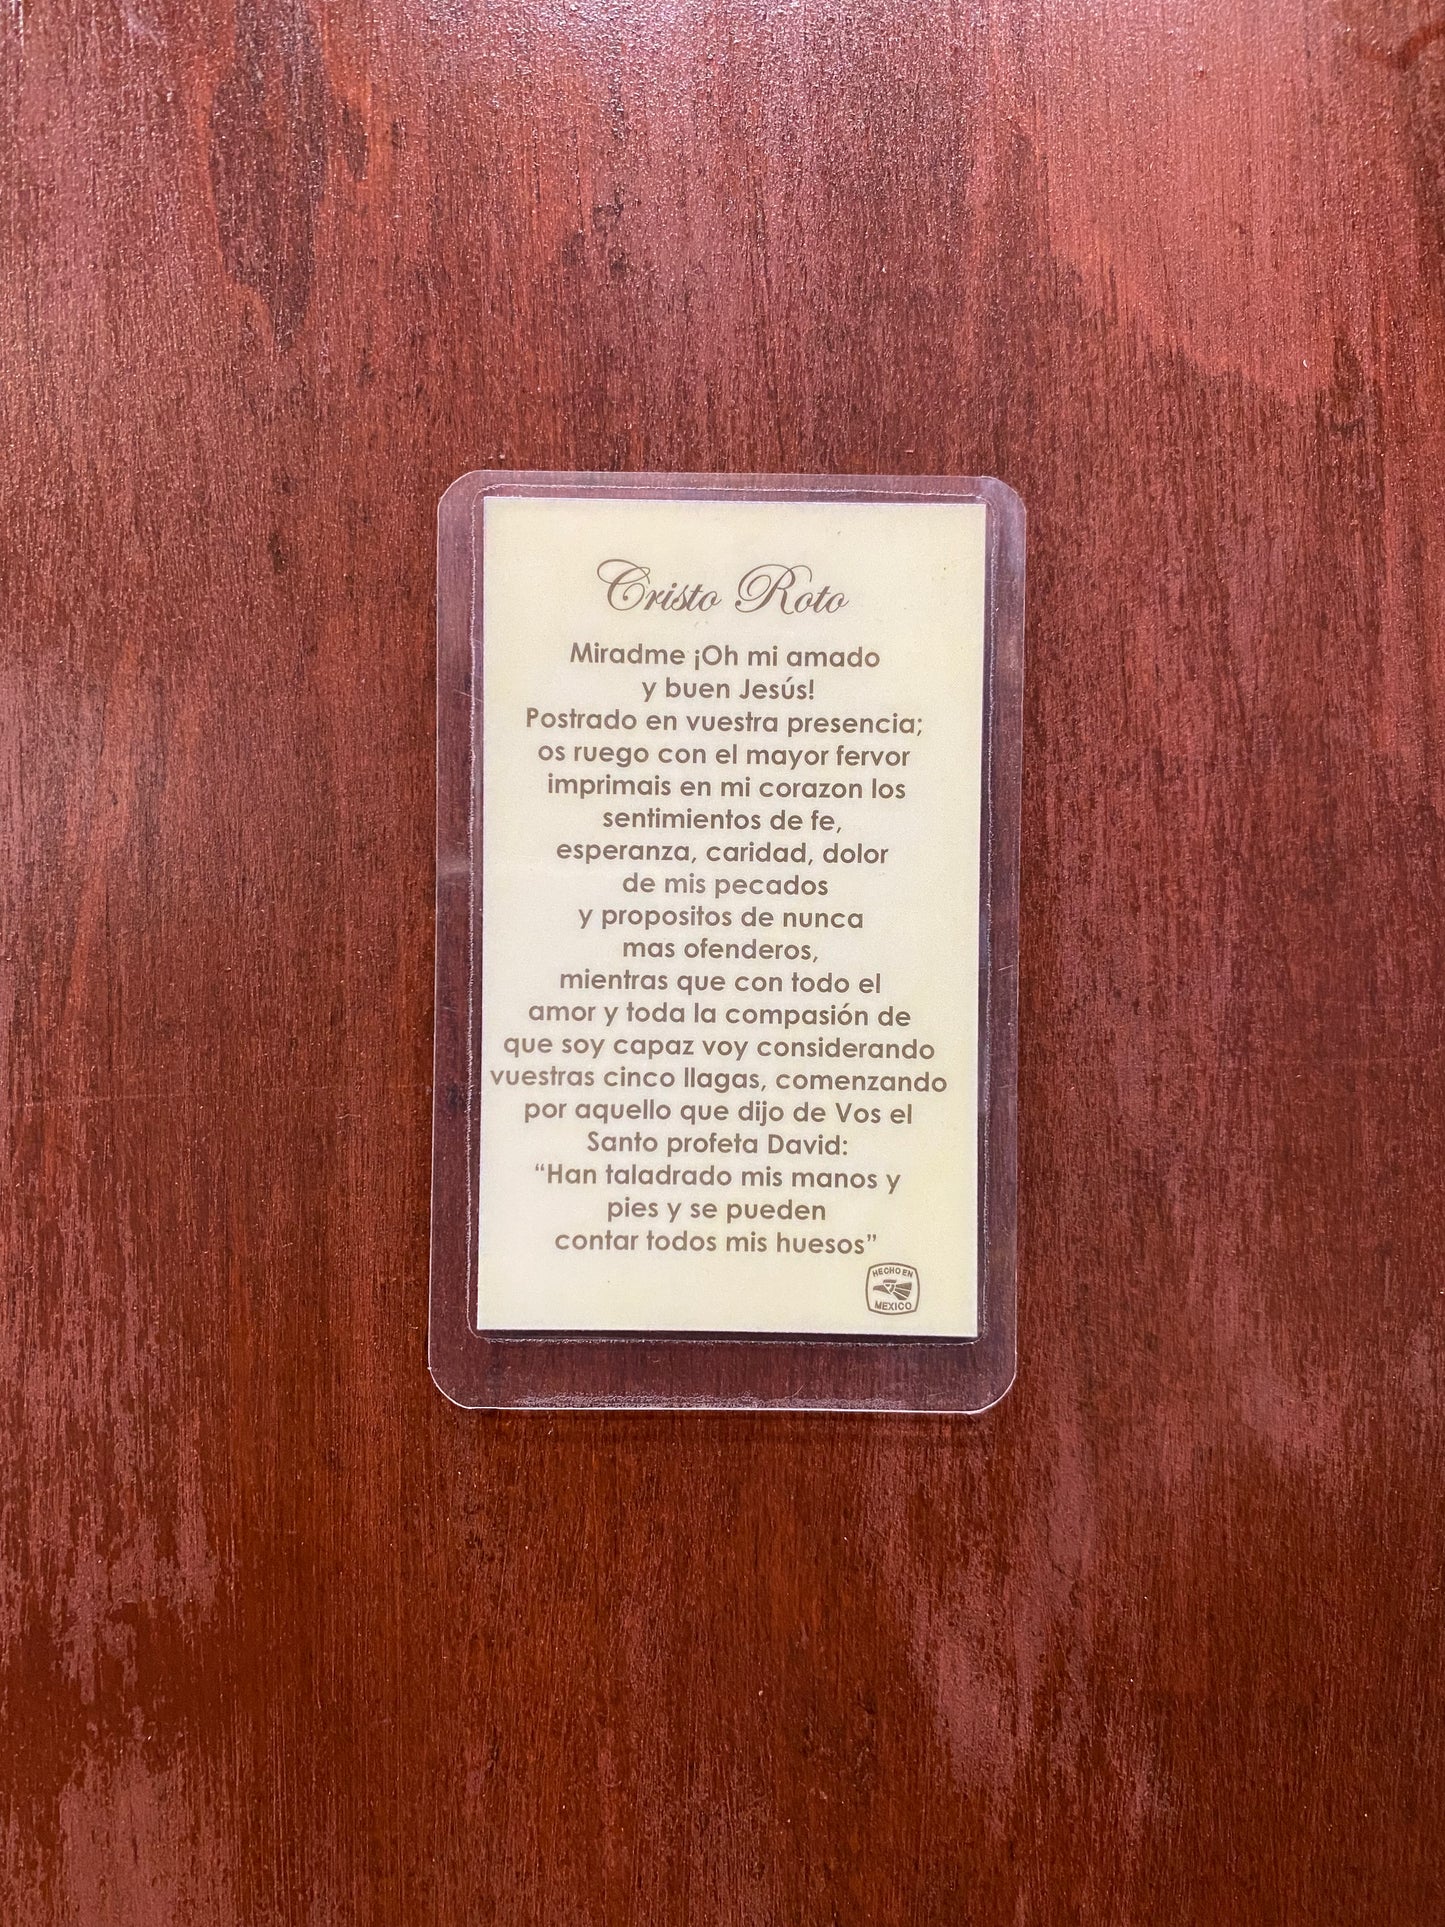 Cristo Roto
Miradme ¡Oh mi amado
y buen Jesús!
Postrado en vuestra presencia;
os ruego con el mayor fervor
imprimais en mi corazon los
sentimientos de fe,
esperanza, caridad, dolor
de mis pecados
y propositos de nunca
mas ofenderos,
mientras que con todo el
amor y toda la compasión de
que soy capaz voy considerando
vuestras cinco llagas, comenzando
por aquello que dijo de Vos el
Santo profeta David:
“Han taladrado mis manos y
pies y se pueden
contar todos mis huesos”
HECHO EN
MEXICO